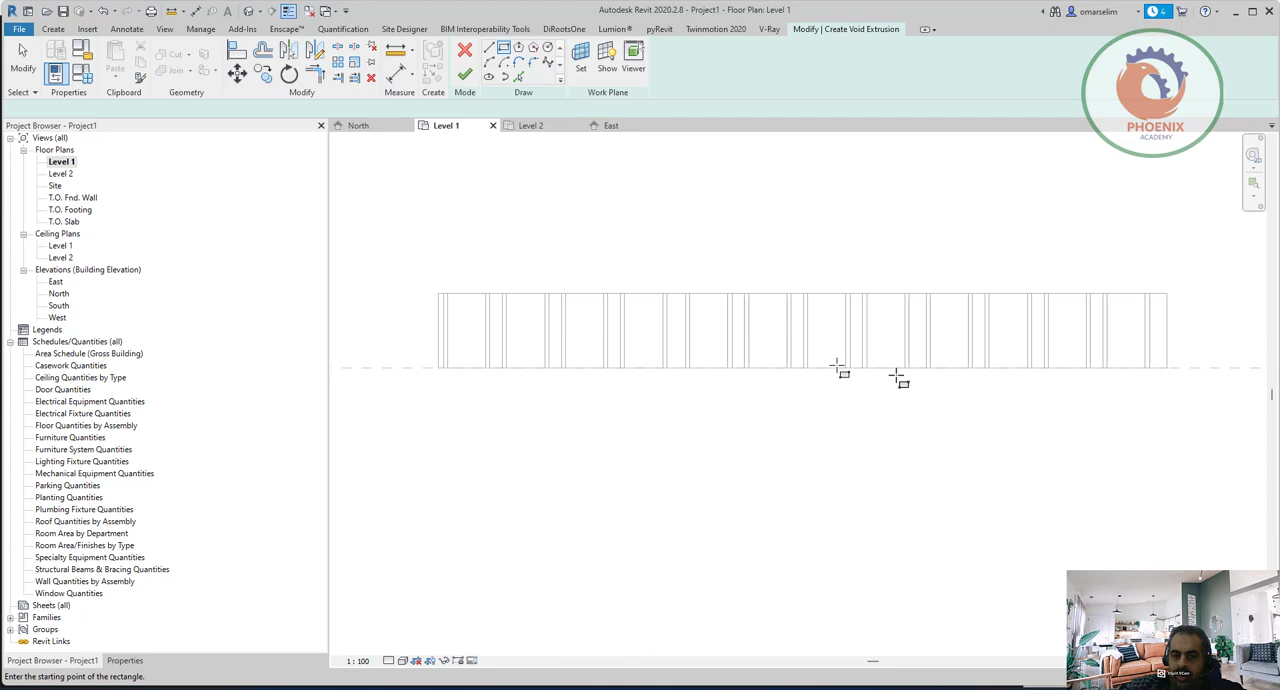 Autodesk Revit 2020.2.8 - Project1 - Floor Plan: Level 1
omarselim
4
File Create Insert Annotate View Manage Add-Ins Enscape™ Quantification Site Designer BIM Interoperability Tools DiRootsOne Lumion® pyRevit Twinmotion 2020 V-Ray Modify | Create Void Extrusion
Modify Paste Cut Join Set Show Viewer
Select Properties Clipboard Geometry Modify Measure Create Mode Draw Work Plane
PHOENIX
ACADEMY
Project Browser - Project1
North Level 1 Level 2 East
Views (all)
Floor Plans
Level 1
Level 2
Site
T.O. Fnd. Wall
T.O. Footing
T.O. Slab
Ceiling Plans
Level 1
Level 2
Elevations (Building Elevation)
East
North
South
West
Legends
Schedules/Quantities (all)
Area Schedule (Gross Building)
Casework Quantities
Ceiling Quantities by Type
Door Quantities
Electrical Equipment Quantities
Electrical Fixture Quantities
Floor Quantities by Assembly
Furniture Quantities
Furniture System Quantities
Lighting Fixture Quantities
Mechanical Equipment Quantities
Parking Quantities
Planting Quantities
Plumbing Fixture Quantities
Roof Quantities by Assembly
Room Area by Department
Room Area/Finishes by Type
Specialty Equipment Quantities
Structural Beams & Bracing Quantities
Wall Quantities by Assembly
Window Quantities
Sheets (all)
Families
Groups
Revit Links
Project Browser - Project1 Properties
1 : 100
Enter the starting point of the rectangle.
XSplit VCam